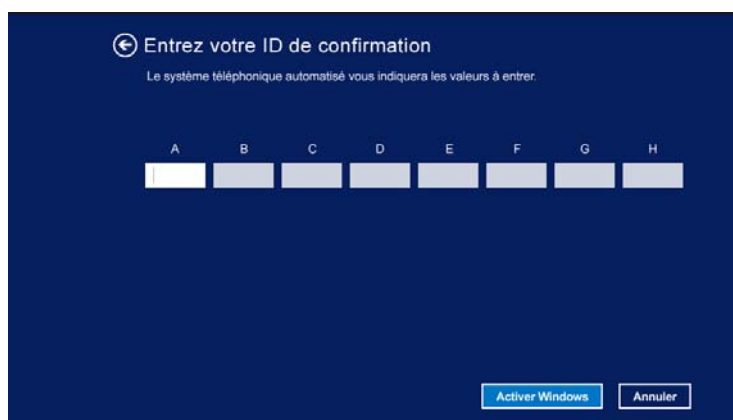 Entrez votre ID de confirmation
Le système téléphonique automatisé vous indiquera les valeurs à entrer.
A B C D E F G H
Activer Windows Annuler